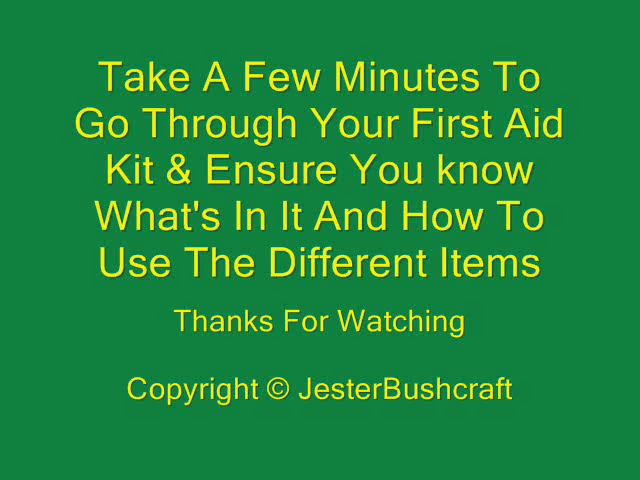 Take A Few Minutes To
Go Through Your First Aid
Kit & Ensure You know
What's In It And How To
Use The Different Items
Thanks For Watching
Copyright © JesterBushcraft